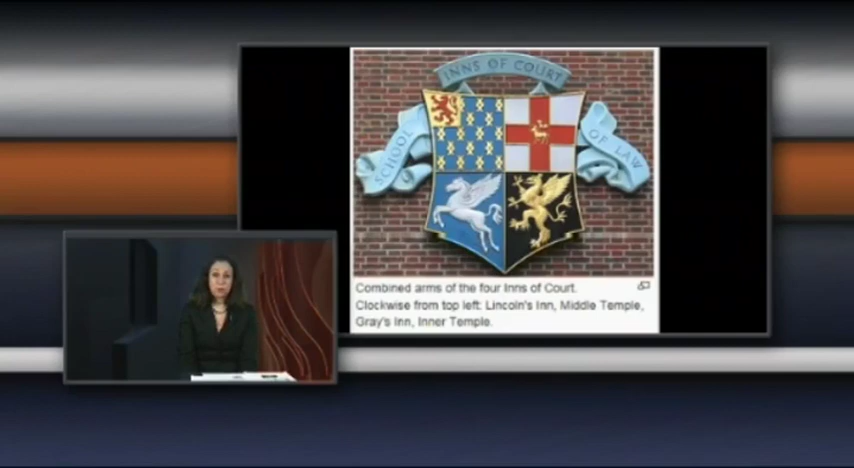 INNS OF COURT
SCHOOL
OF LAW
Combined arms of the four Inns of Court.
Clockwise from top left: Lincoln's Inn, Middle Temple,
Gray's Inn, Inner Temple.